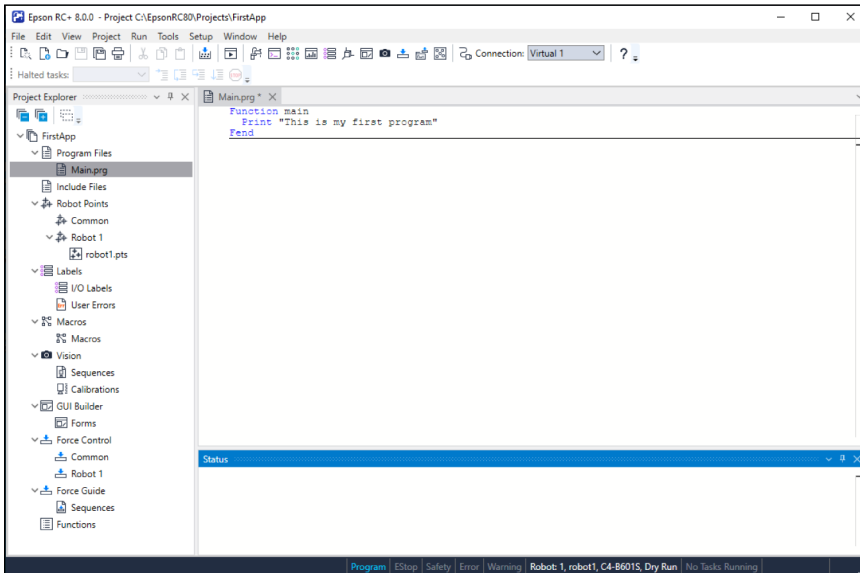 Epson RC+ 8.0.0 - Project C:\EpsonRC80\Projects\FirstApp
File Edit View Project Run Tools Setup Window Help
Connection: Virtual 1 ?
Halted tasks:
Project Explorer
Main.prg *
Function main
Print "This is my first program"
Fend
FirstApp
Program Files
Main.prg
Include Files
Robot Points
Common
Robot 1
robot1.pts
Labels
I/O Labels
User Errors
Macros
Macros
Vision
Sequences
Calibrations
GUI Builder
Forms
Force Control
Common
Robot 1
Force Guide
Sequences
Functions
Status
Program EStop Safety Error Warning Robot: 1, robot1, C4-B601S, Dry Run No Tasks Running